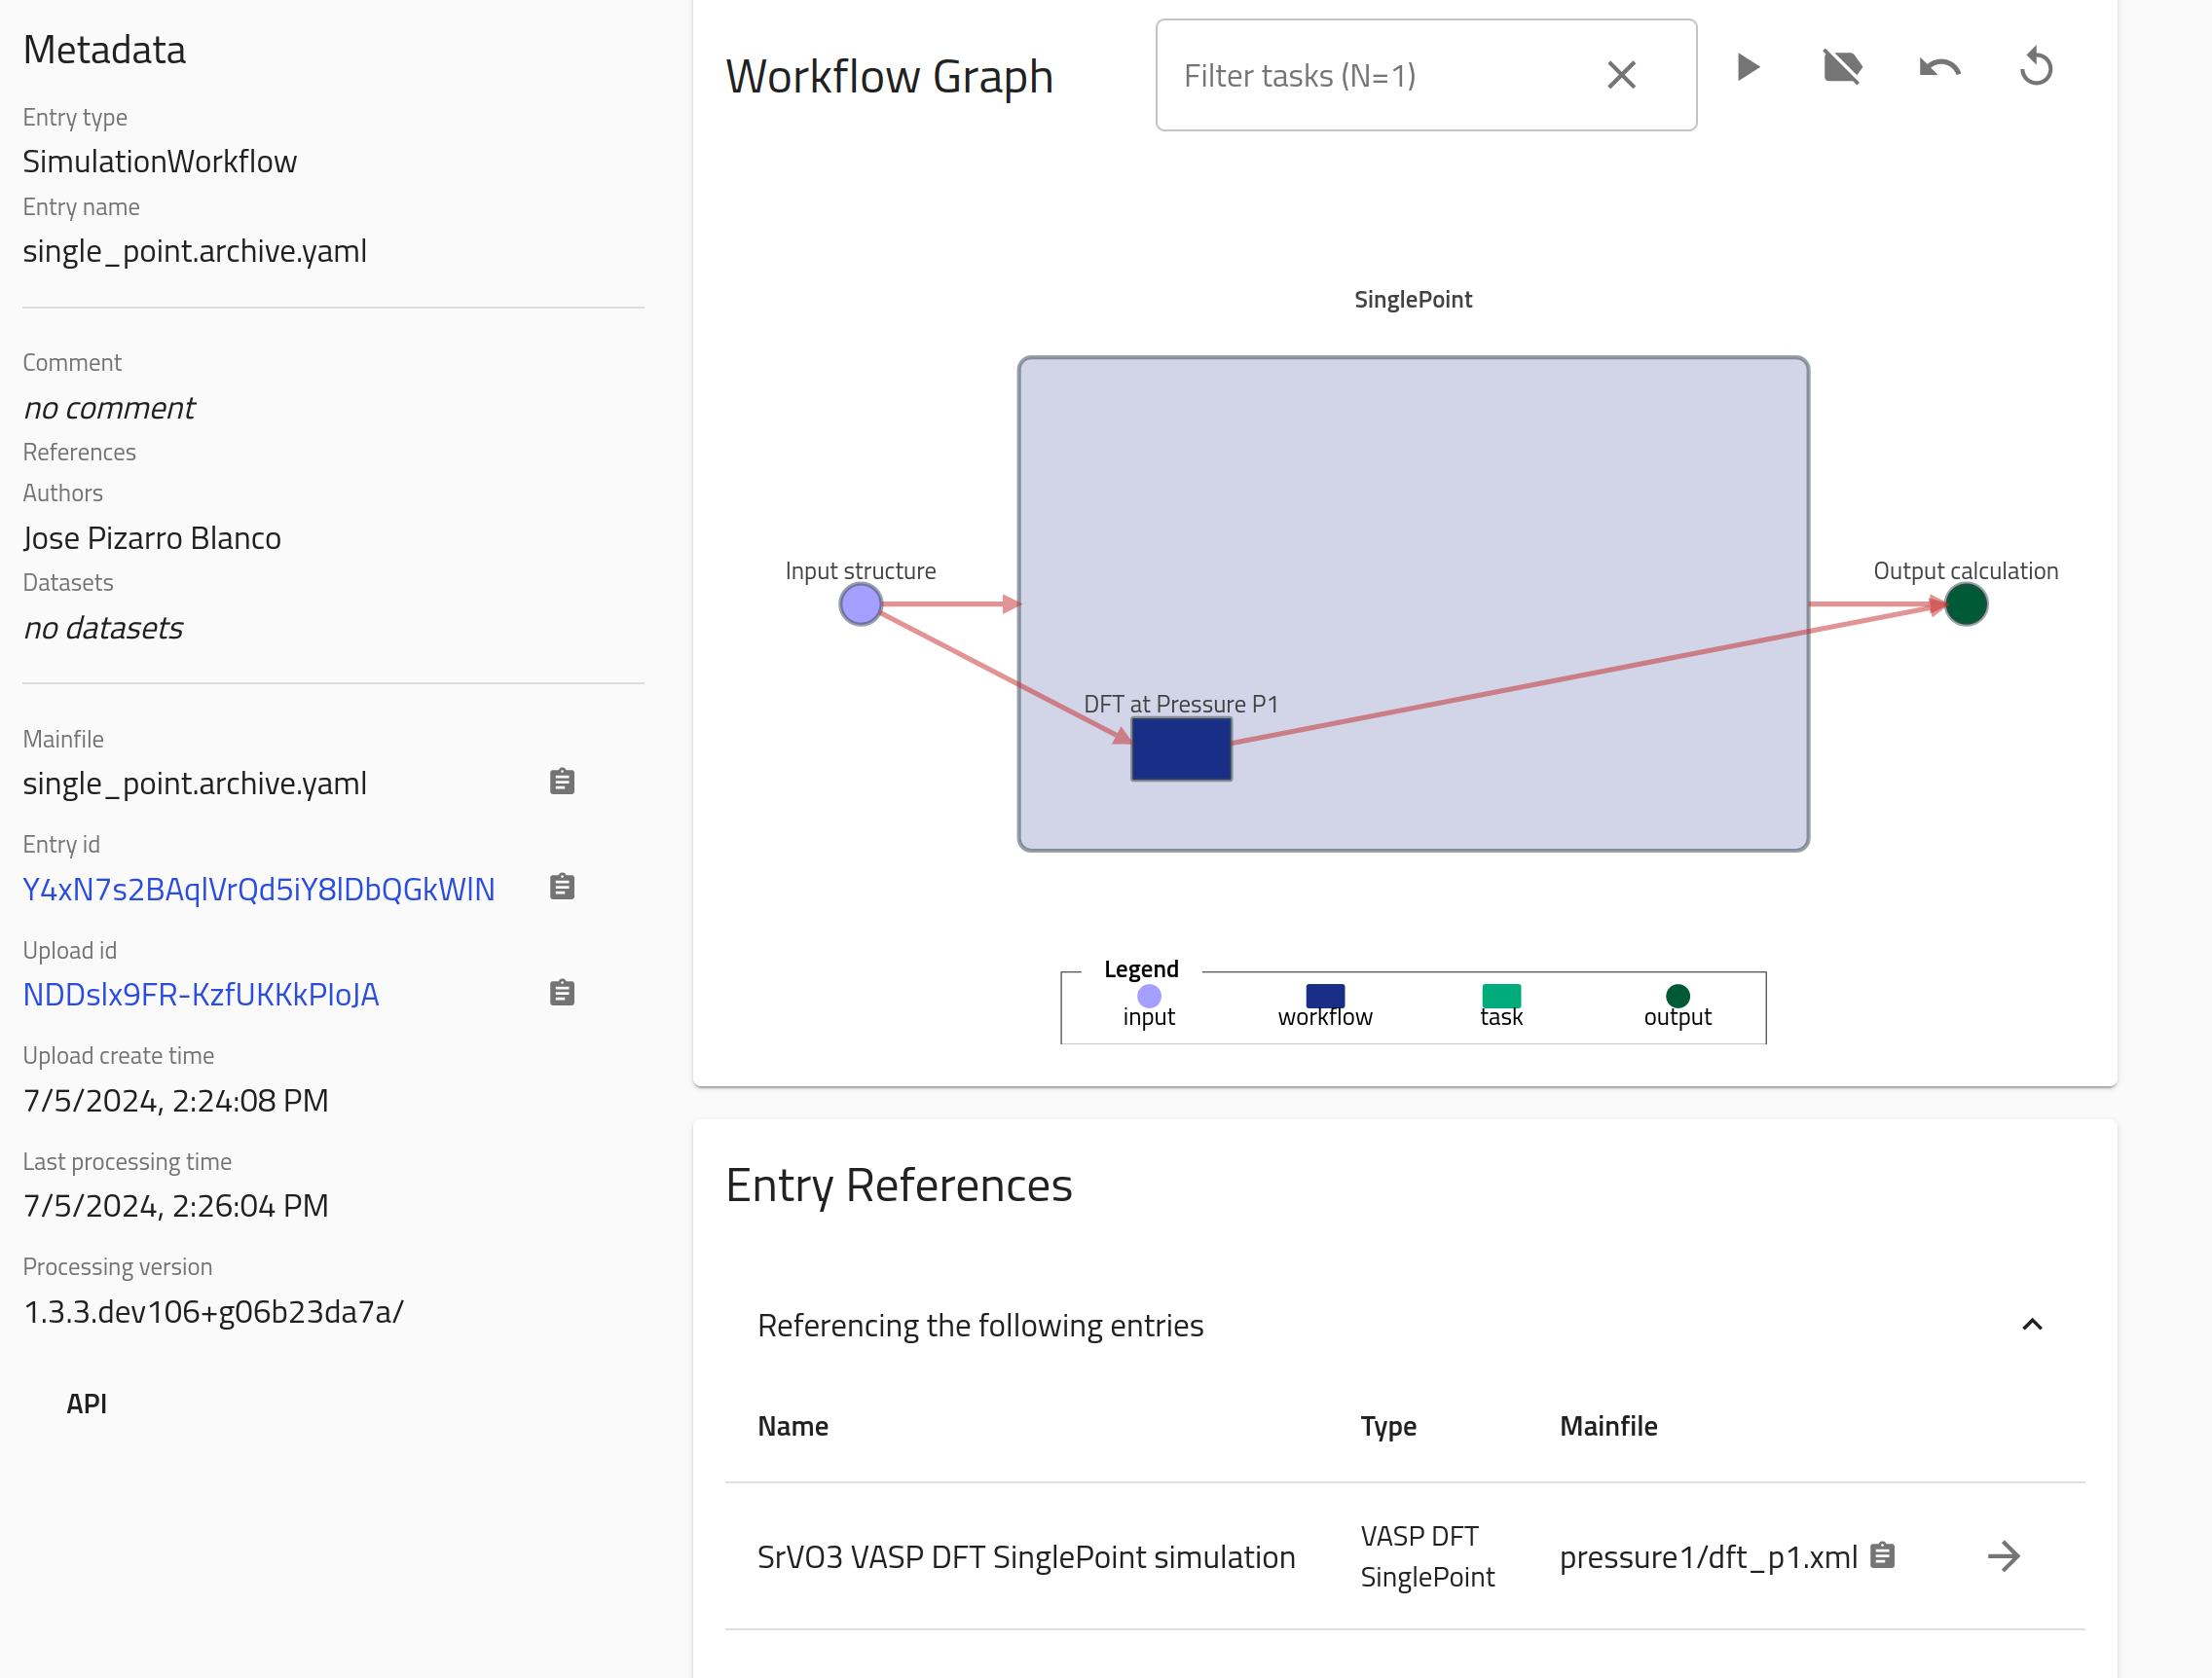 Metadata
Entry type
SimulationWorkflow
Entry name
single_point.archive.yaml
Comment
no comment
References
Authors
Jose Pizarro Blanco
Datasets
no datasets
Mainfile
single_point.archive.yaml
Entry id
Y4xN7s2BAqlVrQd5iY8lDbQGkWlN
Upload id
NDDslx9FR-KzfUKKkPIoJA
Upload create time
7/5/2024, 2:24:08 PM
Last processing time
7/5/2024, 2:26:04 PM
Processing version
1.3.3.dev106+g06b23da7a/
API
Workflow Graph
Filter tasks (N=1)
SinglePoint
Input structure
Output calculation
DFT at Pressure P1
Legend
input workflow task output
Entry References
Referencing the following entries
Name Type Mainfile
SrVO3 VASP DFT SinglePoint simulation
VASP DFT
SinglePoint
pressure1/dft_p1.xml